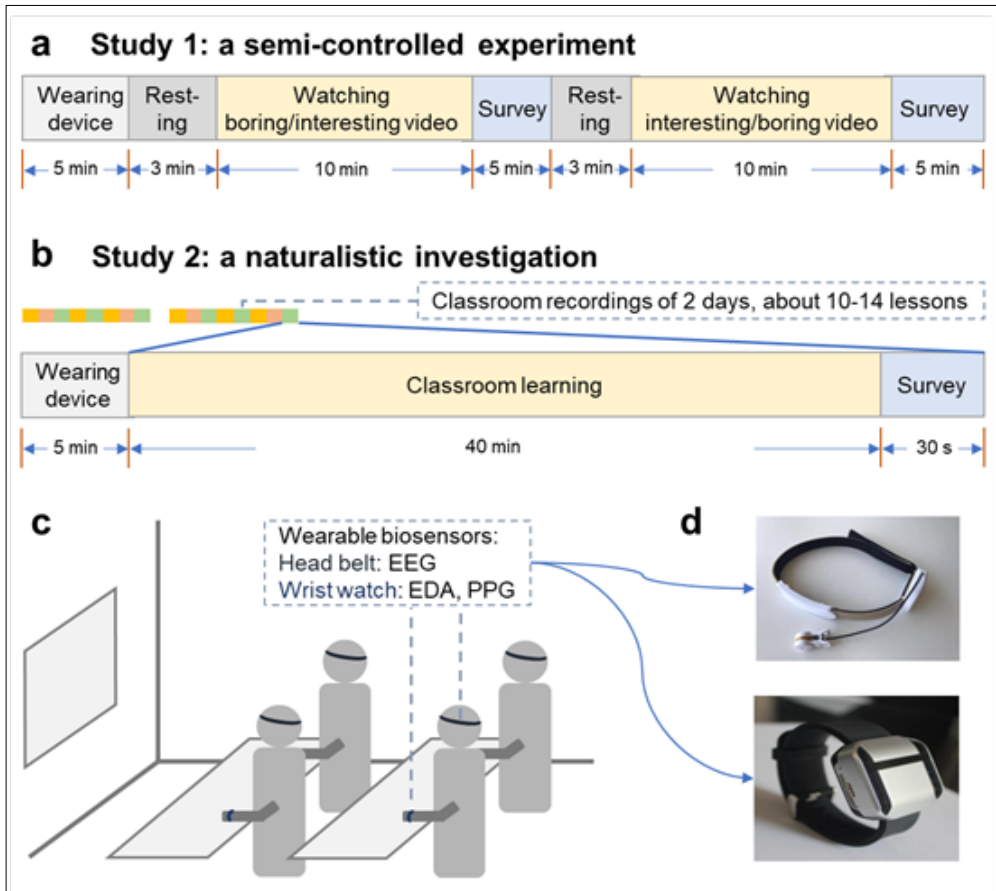 a Study 1: a semi-controlled experiment
Wearing device
Rest-ing
Watching boring/interesting video
Survey
Rest-ing
Watching interesting/boring video
Survey
5 min 3 min 10 min 5 min 3 min 10 min 5 min
b Study 2: a naturalistic investigation
Classroom recordings of 2 days, about 10-14 lessons
Wearing device
Classroom learning
Survey
5 min 40 min 30 s
c
Wearable biosensors:
Head belt: EEG
Wrist watch: EDA, PPG
d